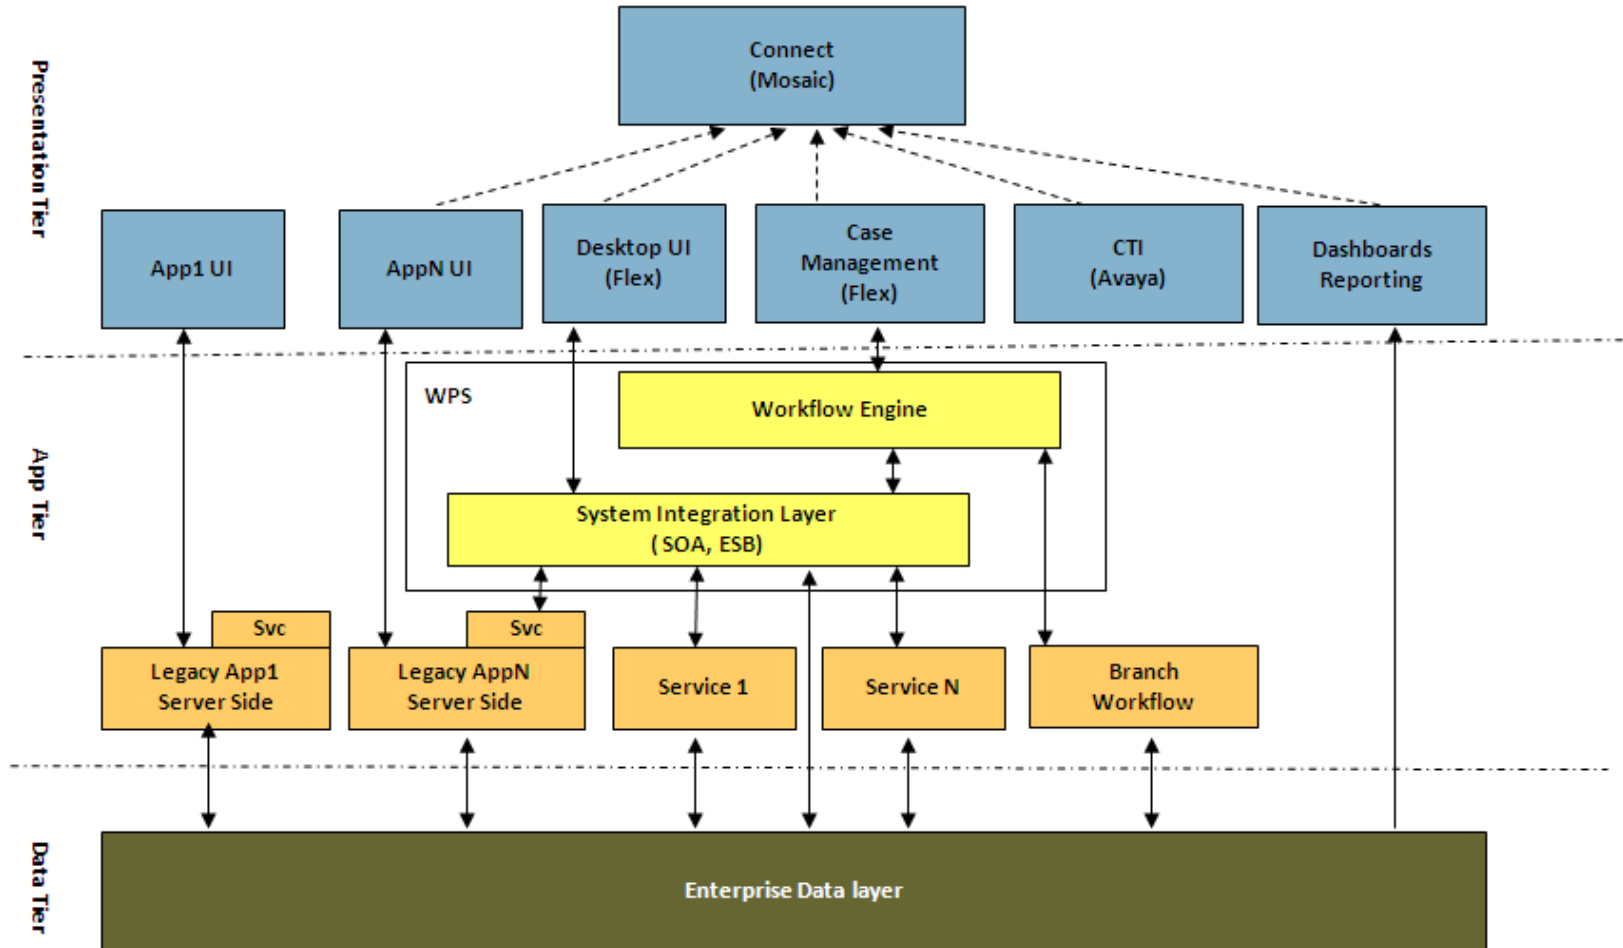 Presentation Tier
Connect
(Mosaic)
App1 UI
AppN UI
Desktop UI
(Flex)
Case
Management
(Flex)
CTI
(Avaya)
Dashboards
Reporting
App Tier
WPS
Workflow Engine
System Integration Layer
( SOA, ESB)
Svc
Legacy App1
Server Side
Svc
Legacy AppN
Server Side
Service 1
Service N
Branch
Workflow
Data Tier
Enterprise Data layer